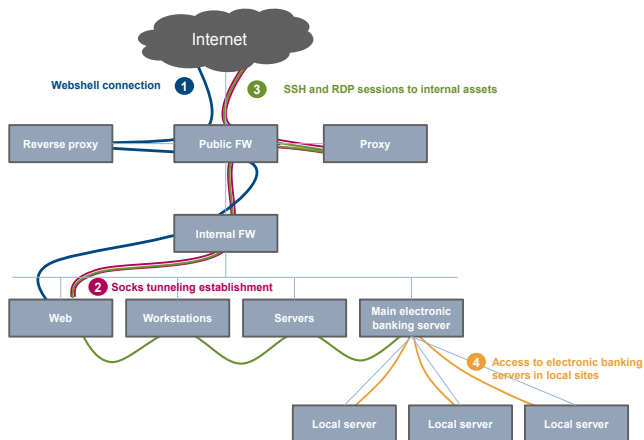 Internet
Webshell connection
1
3
SSH and RDP sessions to internal assets
Reverse proxy
Public FW
Proxy
Internal FW
2
Socks tunneling establishment
Web
Workstations
Servers
Main electronic
banking server
4
Access to electronic banking
servers in local sites
Local server
Local server
Local server